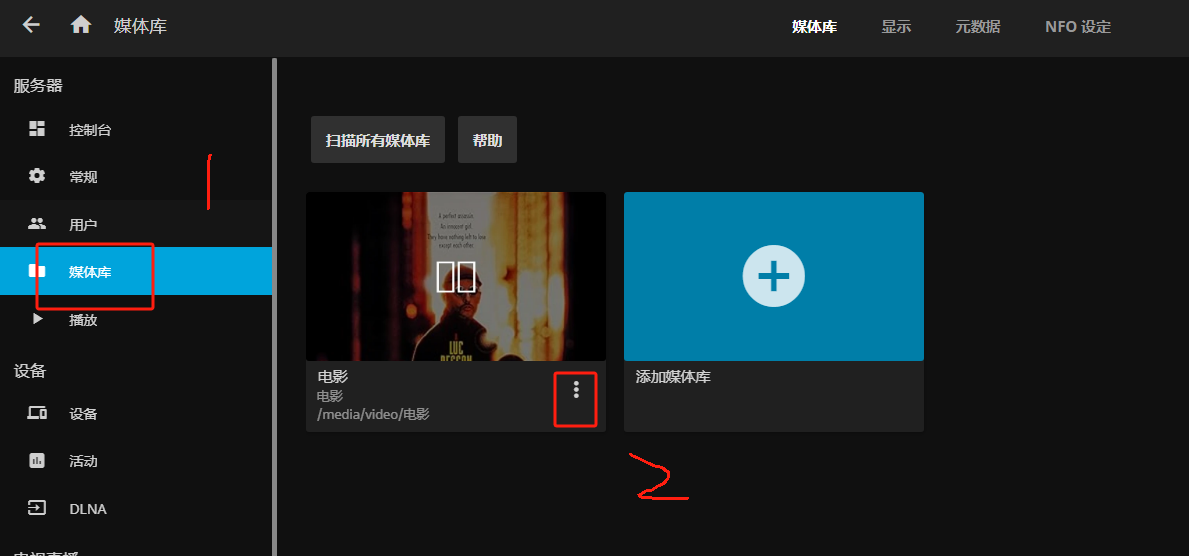 媒体库
媒体库 显示 元数据 NFO 设定
服务器
控制台
常规
用户
媒体库
播放
设备
设备
活动
DLNA
电视直播
扫描所有媒体库 帮助
A perfect assassin.
An innocent girl.
They have nothing left to lose
except each other.
LUC
BESSON
电影
电影
/media/video/电影
添加媒体库
1
2